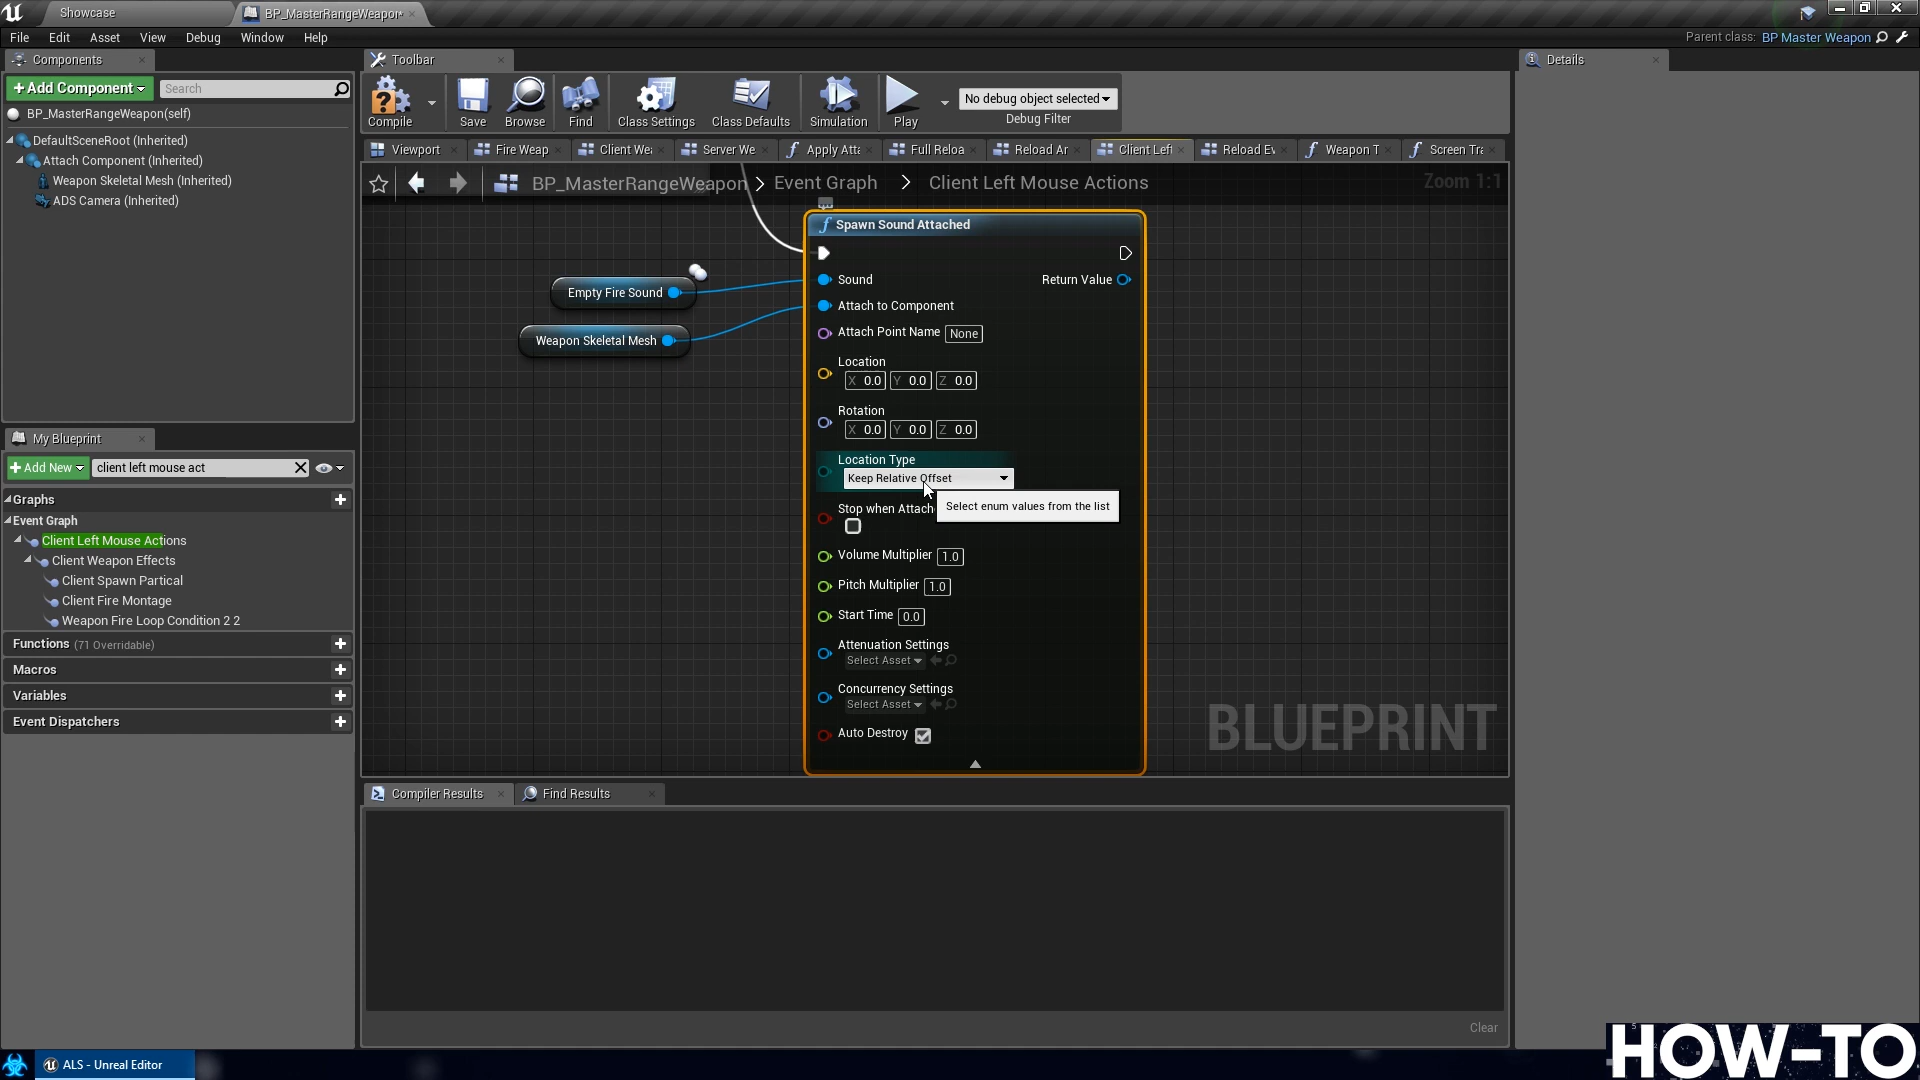 Showcase
BP_MasterRangeWeapon*
File Edit Asset View Debug Window Help
Parent class: BP Master Weapon
Components
Toolbar
Details
+Add Component
Search
BP_MasterRangeWeapon(self)
DefaultSceneRoot (Inherited)
Attach Component (Inherited)
Weapon Skeletal Mesh (Inherited)
ADS Camera (Inherited)
Compile
Save
Browse
Find
Class Settings
Class Defaults
Simulation
Play
No debug object selected
Debug Filter
Viewport
Fire Weap
Client We
Server We
Apply Att
Full Reloa
Reload Ar
Client Left
Reload Ev
Weapon T
Screen Tr
BP_MasterRangeWeapon > Event Graph > Client Left Mouse Actions
Zoom 1:1
Spawn Sound Attached
Empty Fire Sound
Weapon Skeletal Mesh
Sound
Return Value
Attach to Component
Attach Point Name None
Location
X 0.0 Y 0.0 Z 0.0
Rotation
X 0.0 Y 0.0 Z 0.0
Location Type
Keep Relative Offset
Select enum values from the list
Stop when Attach
Volume Multiplier 1.0
Pitch Multiplier 1.0
Start Time 0.0
Attenuation Settings
Select Asset
Concurrency Settings
Select Asset
Auto Destroy
BLUEPRINT
My Blueprint
+Add New
client left mouse act
Graphs
Event Graph
Client Left Mouse Actions
Client Weapon Effects
Client Spawn Partical
Client Fire Montage
Weapon Fire Loop Condition 2 2
Functions (71 Overridable)
Macros
Variables
Event Dispatchers
Compiler Results
Find Results
Clear
ALS - Unreal Editor
HOW-TO